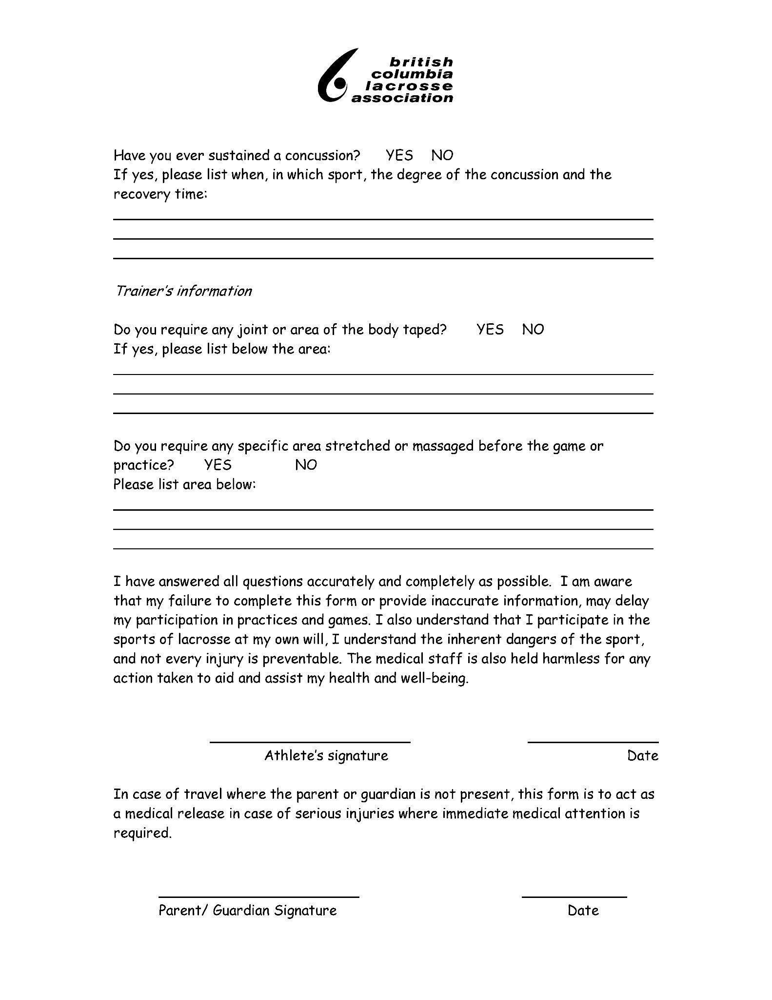 british
columbia
lacrosse
association
Have you ever sustained a concussion? YES NO
If yes, please list when, in which sport, the degree of the concussion and the
recovery time:
Trainer's information
Do you require any joint or area of the body taped? YES NO
If yes, please list below the area:
Do you require any specific area stretched or massaged before the game or
practice? YES NO
Please list area below:
I have answered all questions accurately and completely as possible. I am aware
that my failure to complete this form or provide inaccurate information, may delay
my participation in practices and games. I also understand that I participate in the
sports of lacrosse at my own will, I understand the inherent dangers of the sport,
and not every injury is preventable. The medical staff is also held harmless for any
action taken to aid and assist my health and well-being.
Athlete's signature Date
In case of travel where the parent or guardian is not present, this form is to act as
a medical release in case of serious injuries where immediate medical attention is
required.
Parent/ Guardian Signature Date